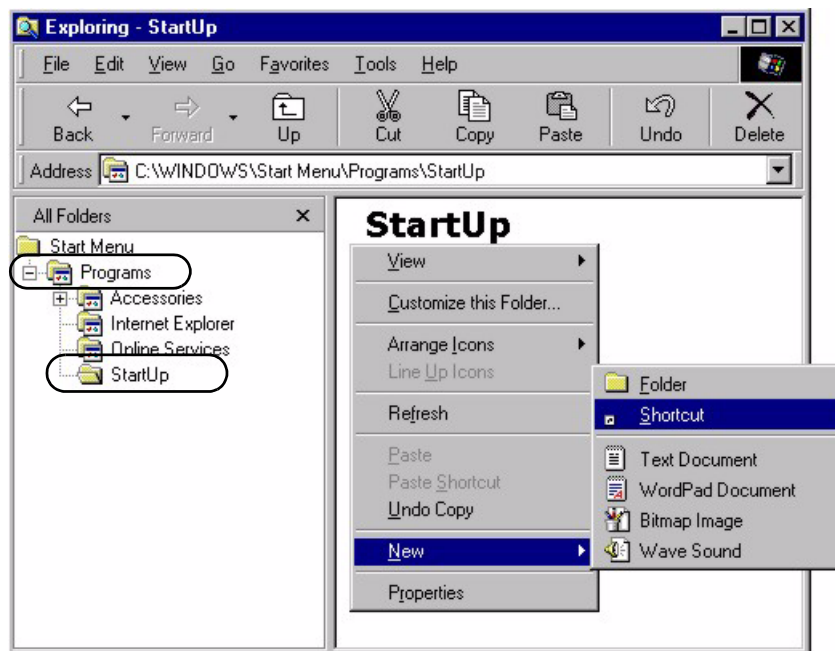 Exploring - StartUp
File Edit View Go Favorites Tools Help
Back Forward Up Cut Copy Paste Undo Delete
Address C:\WINDOWS\Start Menu\Programs\StartUp
All Folders
Start Menu
Programs
Accessories
Internet Explorer
Online Services
StartUp
StartUp
View
Customize this Folder...
Arrange Icons
Line Up Icons
Refresh
Paste
Paste Shortcut
Undo Copy
New
Properties
Folder
Shortcut
Text Document
WordPad Document
Bitmap Image
Wave Sound